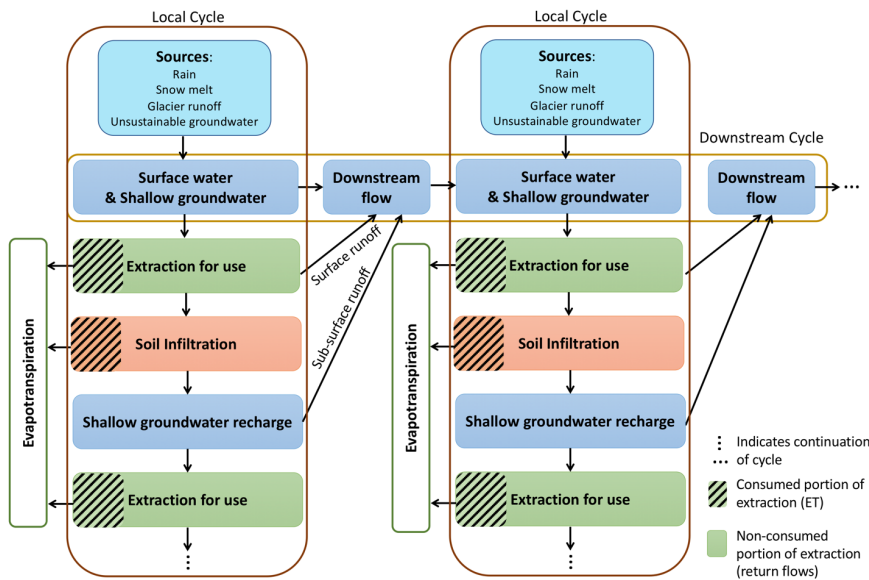 Local Cycle
Local Cycle
Sources:
Rain
Snow melt
Glacier runoff
Unsustainable groundwater
Sources:
Rain
Snow melt
Glacier runoff
Unsustainable groundwater
Downstream Cycle
Surface water
& Shallow groundwater
Downstream
flow
Surface water
& Shallow groundwater
Downstream
flow
...
Extraction for use
Surface runoff
Extraction for use
Soil Infiltration
Sub-surface runoff
Soil Infiltration
Evapotranspiration
Evapotranspiration
Shallow groundwater recharge
Shallow groundwater recharge
Extraction for use
Extraction for use
Indicates continuation
of cycle
Consumed portion of
extraction (ET)
Non-consumed
portion of extraction
(return flows)